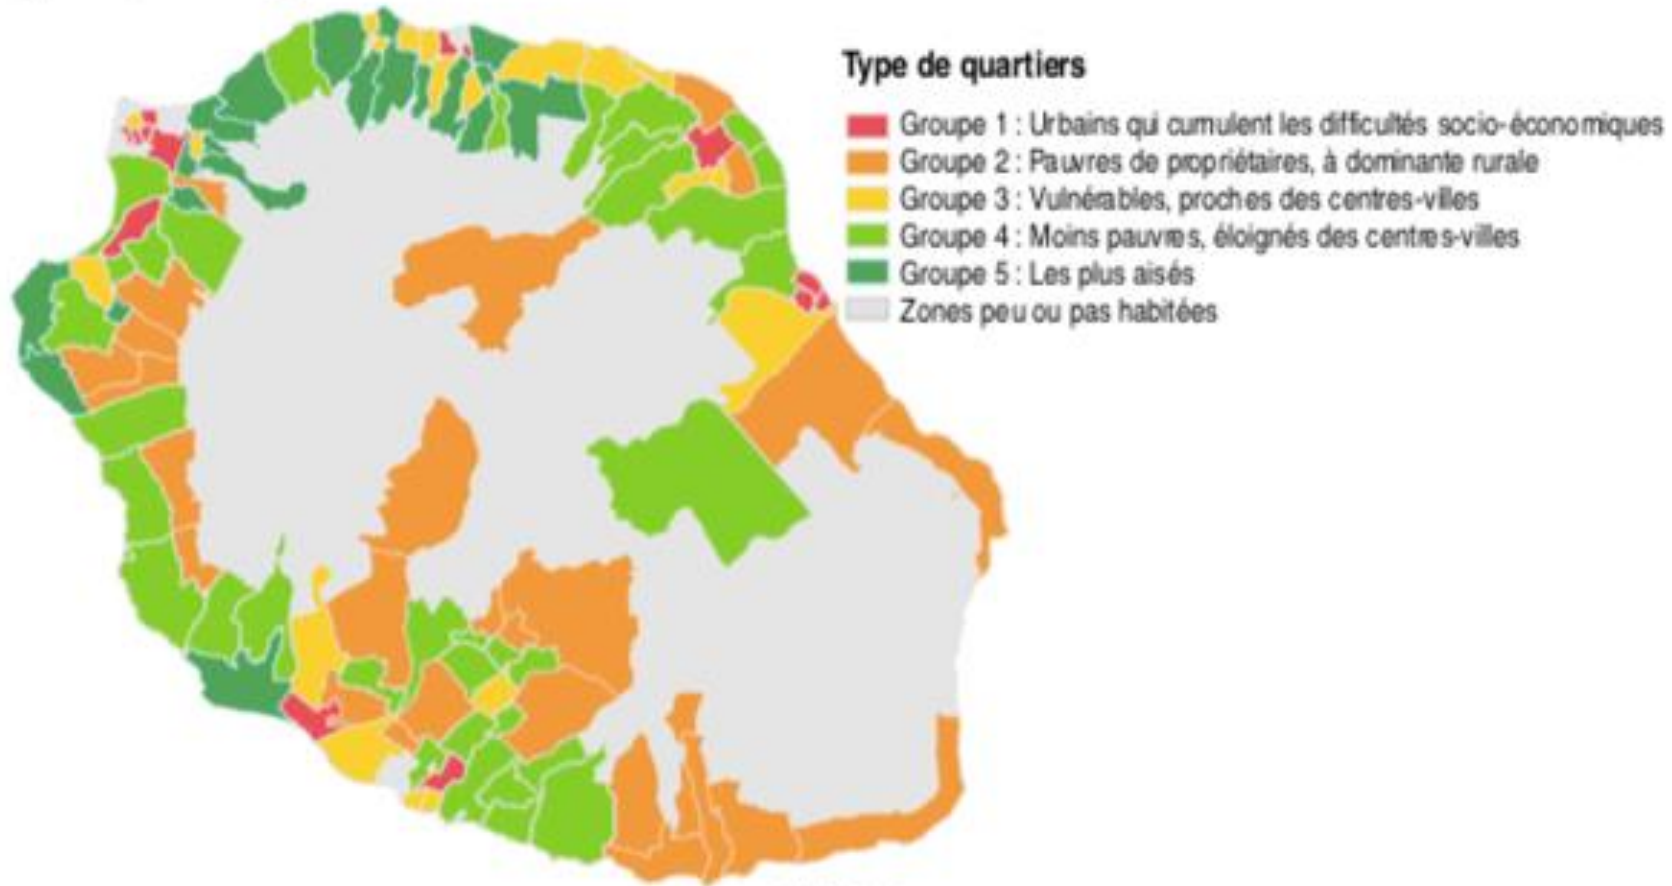 Type de quartiers
Groupe 1 : Urbains qui cumulent les difficultés socio-économiques
Groupe 2 : Pauvres de propriétaires, à dominante rurale
Groupe 3 : Vulnérables, proches des centres-villes
Groupe 4 : Moins pauvres, éloignés des centres-villes
Groupe 5 : Les plus aisés
Zones peu ou pas habitées